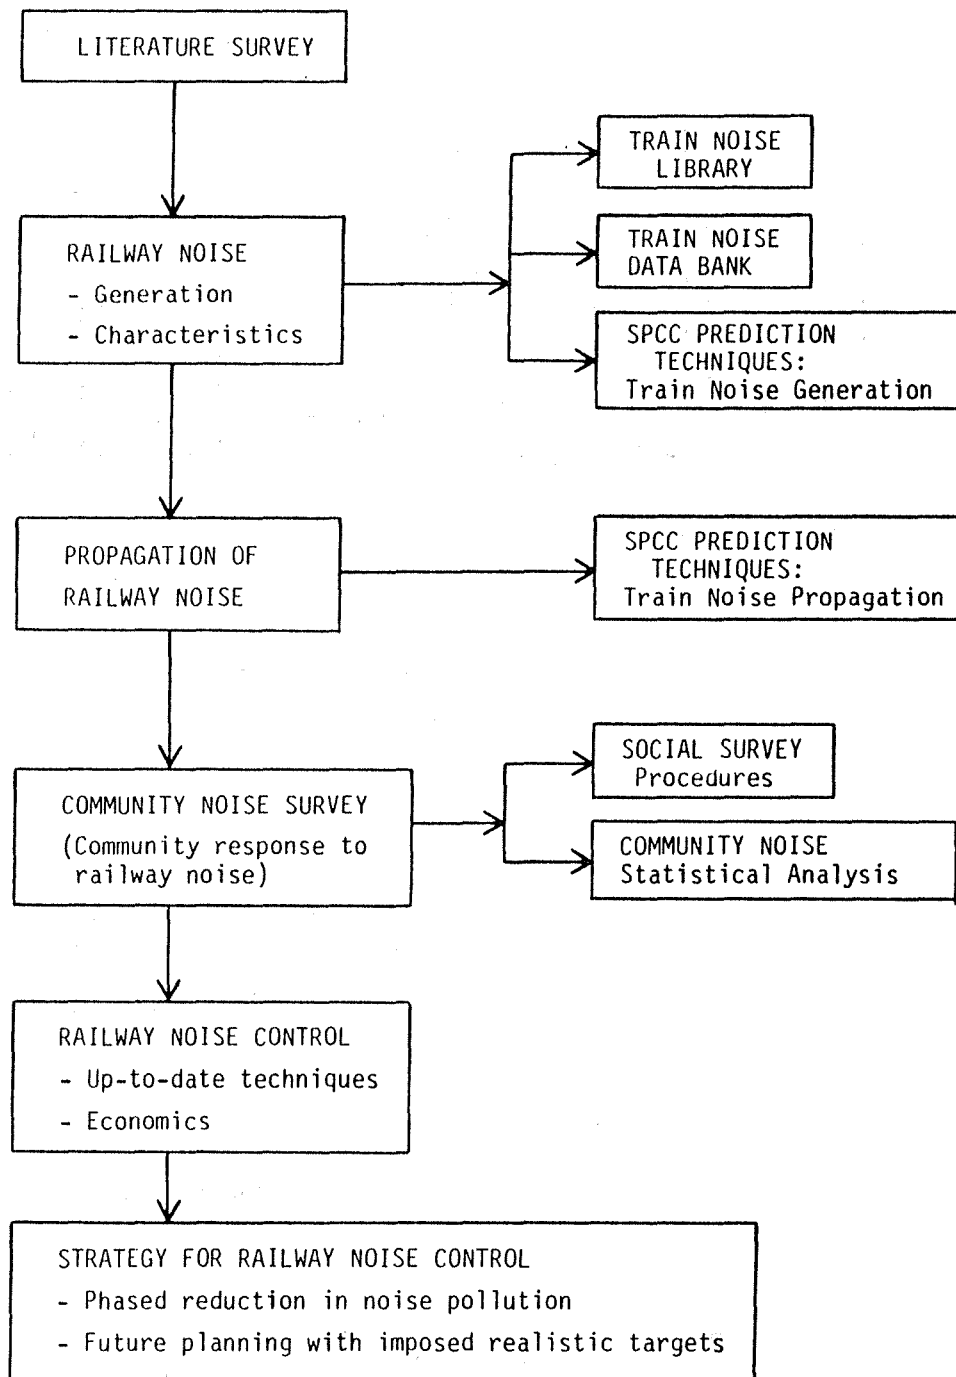 LITERATURE SURVEY
TRAIN NOISE
LIBRARY
RAILWAY NOISE
- Generation
- Characteristics
TRAIN NOISE
DATA BANK
SPCC PREDICTION
TECHNIQUES:
Train Noise Generation
PROPAGATION OF
RAILWAY NOISE
SPCC PREDICTION
TECHNIQUES:
Train Noise Propagation
SOCIAL SURVEY
Procedures
COMMUNITY NOISE SURVEY
(Community response to
railway noise)
COMMUNITY NOISE
Statistical Analysis
RAILWAY NOISE CONTROL
- Up-to-date techniques
- Economics
STRATEGY FOR RAILWAY NOISE CONTROL
- Phased reduction in noise pollution
- Future planning with imposed realistic targets